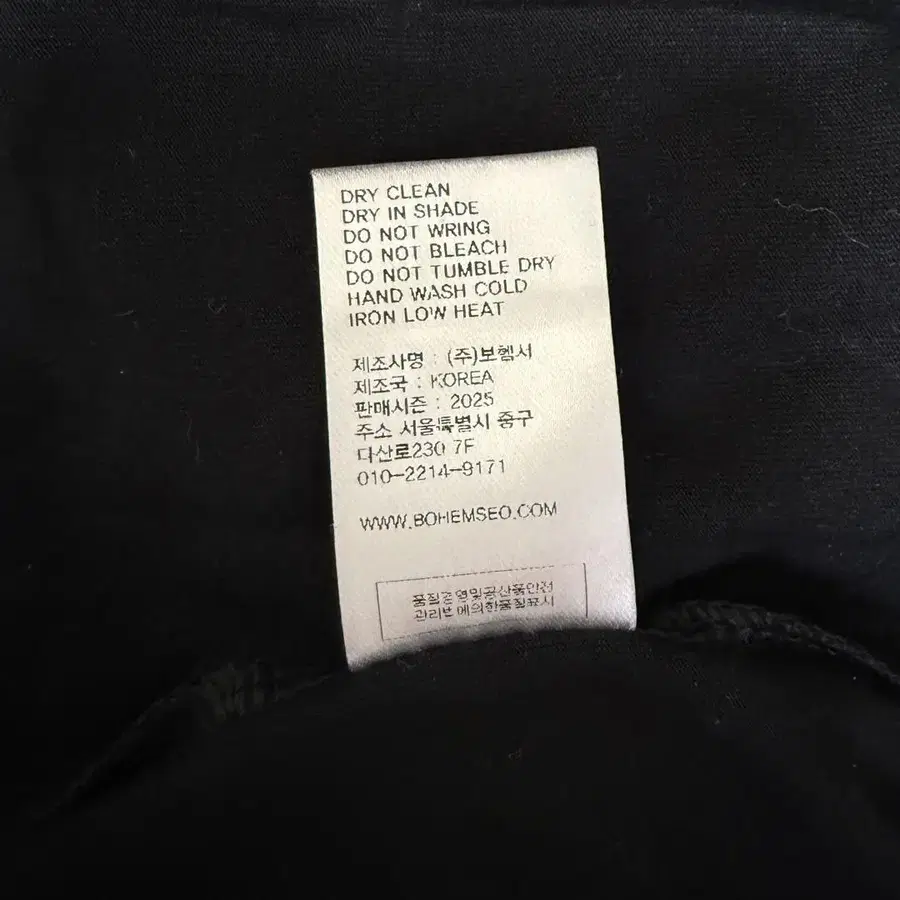 DRY CLEAN
DRY IN SHADE
DO NOT WRING
DO NOT BLEACH
DO NOT TUMBLE DRY
HAND WASH COLD
IRON LOW HEAT
제조사명 : (주)보헴서
제조국 : KOREA
판매시즌 : 2025
주소 서울특별시 중구
다산로230 7F
010-2214-9171
WWW.BOHEMSEO.COM
품질경영및공산품안전
관리법에의한품질표시